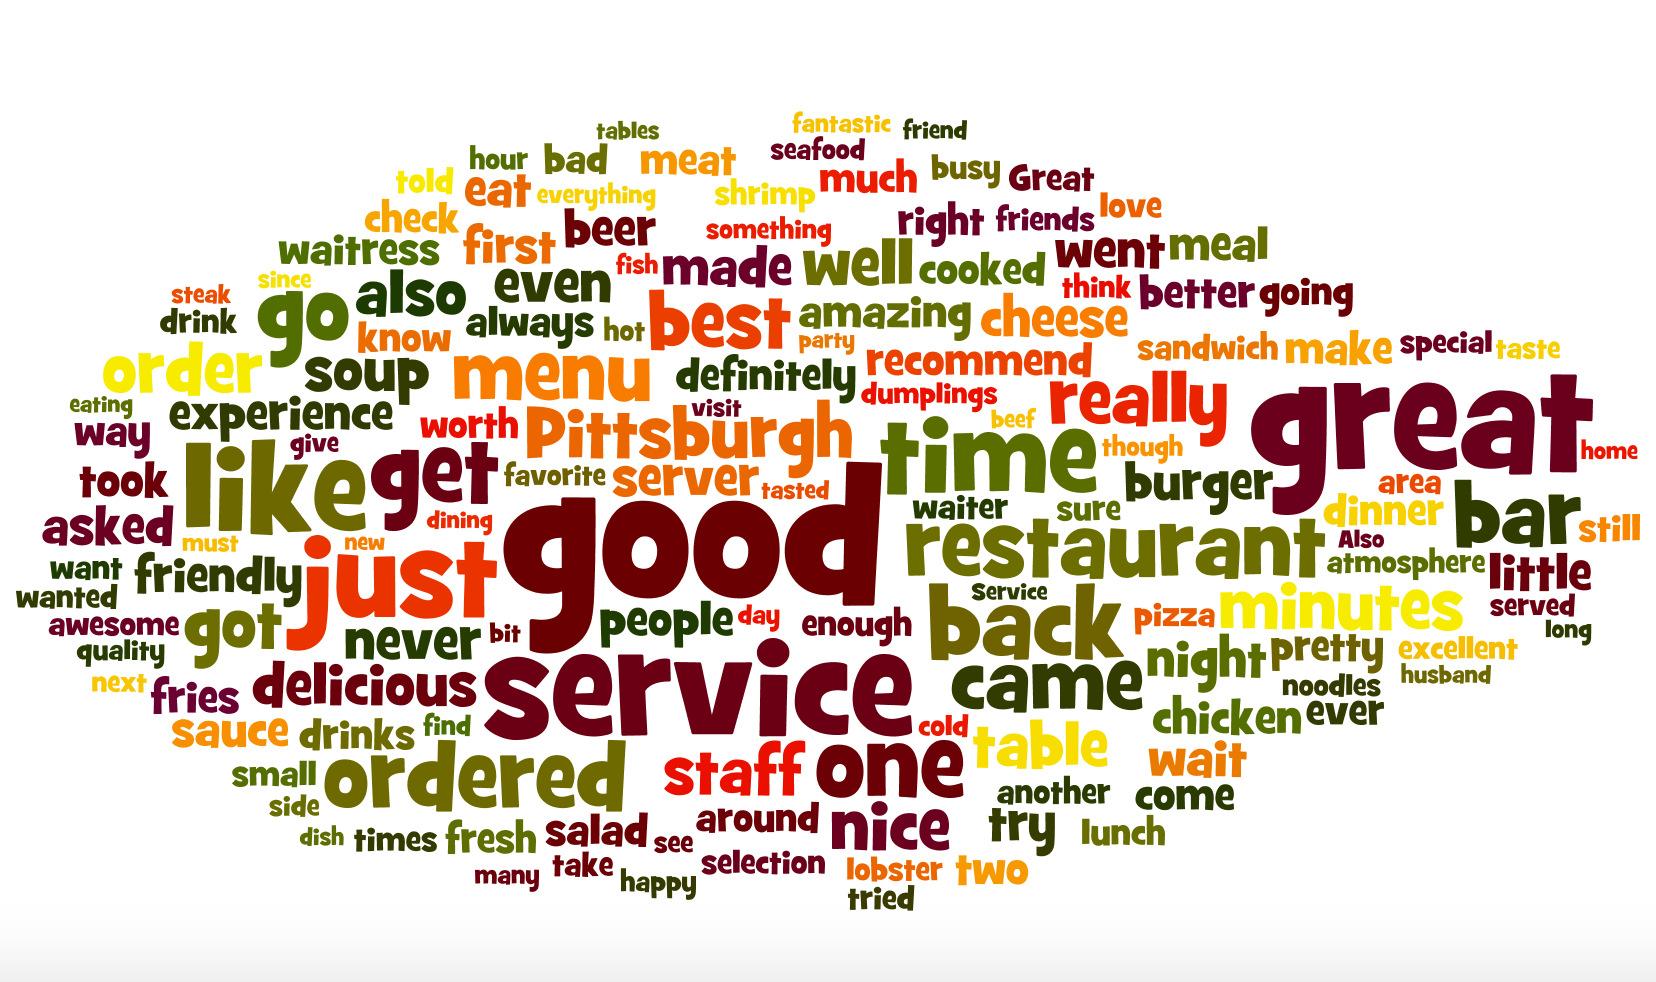 tables
fantastic
friend
hour
bad
meat
seafood
busy
Great
told
eat
everything
shrimp
much
love
check
beer
something
right
friends
waitress
first
fish
made
well
cooked
went
meal
since
steak
drink
go
also
even
always
hot
best
amazing
think
better
going
cheese
know
party
order
soup
menu
definitely
recommend
sandwich
make
special
taste
dumplings
really
great
eating
experience
way
give
worth
visit
Pittsburgh
beef
time
though
home
took
like
get
favorite
server
tasted
good
burger
area
waiter
sure
dinner
bar
still
asked
must
dining
new
just
restaurant
Also
atmosphere
little
want
friendly
wanted
Service
back
pizza
minutes
served
awesome
got
never
bit
people
day
enough
long
quality
service
came
night
pretty
excellent
husband
next
fries
delicious
noodles
sauce
drinks
find
cold
chicken
ever
small
ordered
staff
one
table
wait
side
another
come
dish
times
fresh
salad
see
around
nice
try
lunch
many
take
happy
selection
lobster
two
tried